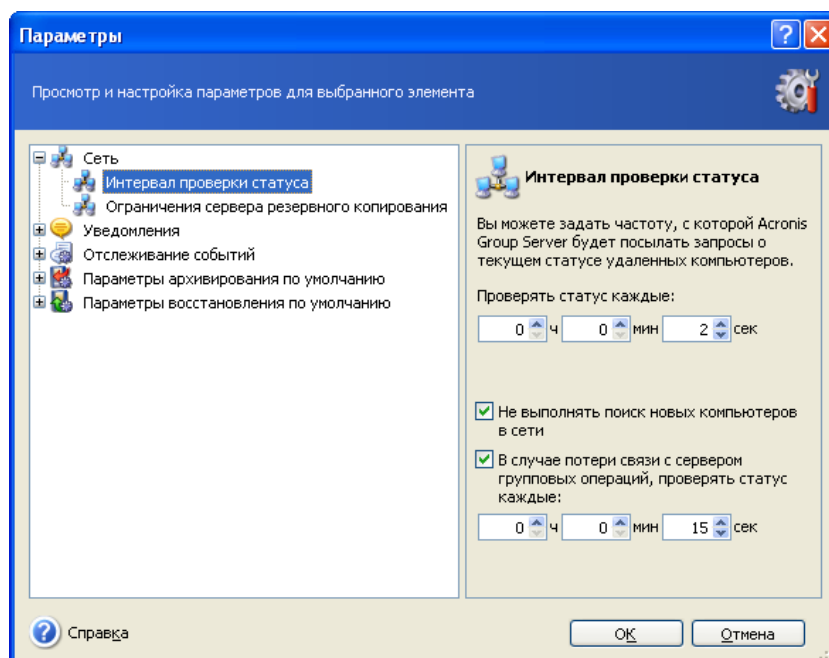 Параметры
Просмотр и настройка параметров для выбранного элемента
Сеть
Интервал проверки статуса
Ограничения сервера резервного копирования
Уведомления
Отслеживание событий
Параметры архивирования по умолчанию
Параметры восстановления по умолчанию
Интервал проверки статуса
Вы можете задать частоту, с которой Acronis
Group Server будет посылать запросы о
текущем статусе удаленных компьютеров.
Проверять статус каждые:
0 ч 0 мин 2 сек
Не выполнять поиск новых компьютеров
в сети
В случае потери связи с сервером
групповых операций, проверять статус
каждые:
0 ч 0 мин 15 сек
Справка
ОК
Отмена